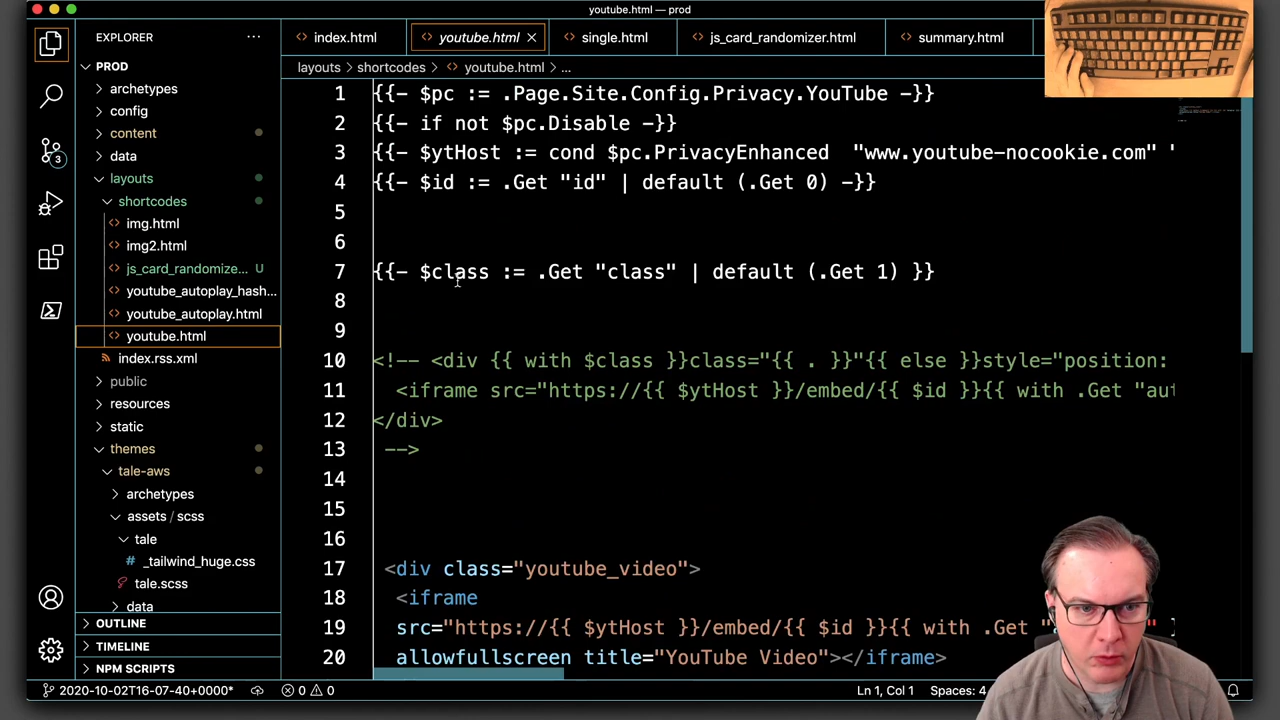 youtube.html — prod
EXPLORER
index.html
youtube.html
single.html
js_card_randomizer.html
summary.html
layouts > shortcodes > youtube.html > ...
PROD
archetypes
config
content
data
layouts
shortcodes
img.html
img2.html
js_card_randomize... U
youtube_autoplay_hash...
youtube_autoplay.html
youtube.html
index.rss.xml
public
resources
static
themes
tale-aws
archetypes
assets / scss
tale
# _tailwind_huge.css
tale.scss
data
OUTLINE
TIMELINE
NPM SCRIPTS
3
1 {{- $pc := .Page.Site.Config.Privacy.YouTube -}}
2 {{- if not $pc.Disable -}}
3 {{- $ytHost := cond $pc.PrivacyEnhanced "www.youtube-nocookie.com" "
4 {{- $id := .Get "id" | default (.Get 0) -}}
5
6
7 {{- $class := .Get "class" | default (.Get 1) }}
8
9
10 <!-- <div {{ with $class }}class="{{ . }}"{{ else }}style="position:
11 <iframe src="https://{{ $ytHost }}/embed/{{ $id }}{{ with .Get "aut
12 </div>
13 -->
14
15
16
17 <div class="youtube_video">
18 <iframe
19 src="https://{{ $ytHost }}/embed/{{ $id }}{{ with .Get
20 allowfullscreen title="YouTube Video"></iframe>
2020-10-02T16-07-40+0000*
0 0
Ln 1, Col 1
Spaces: 4